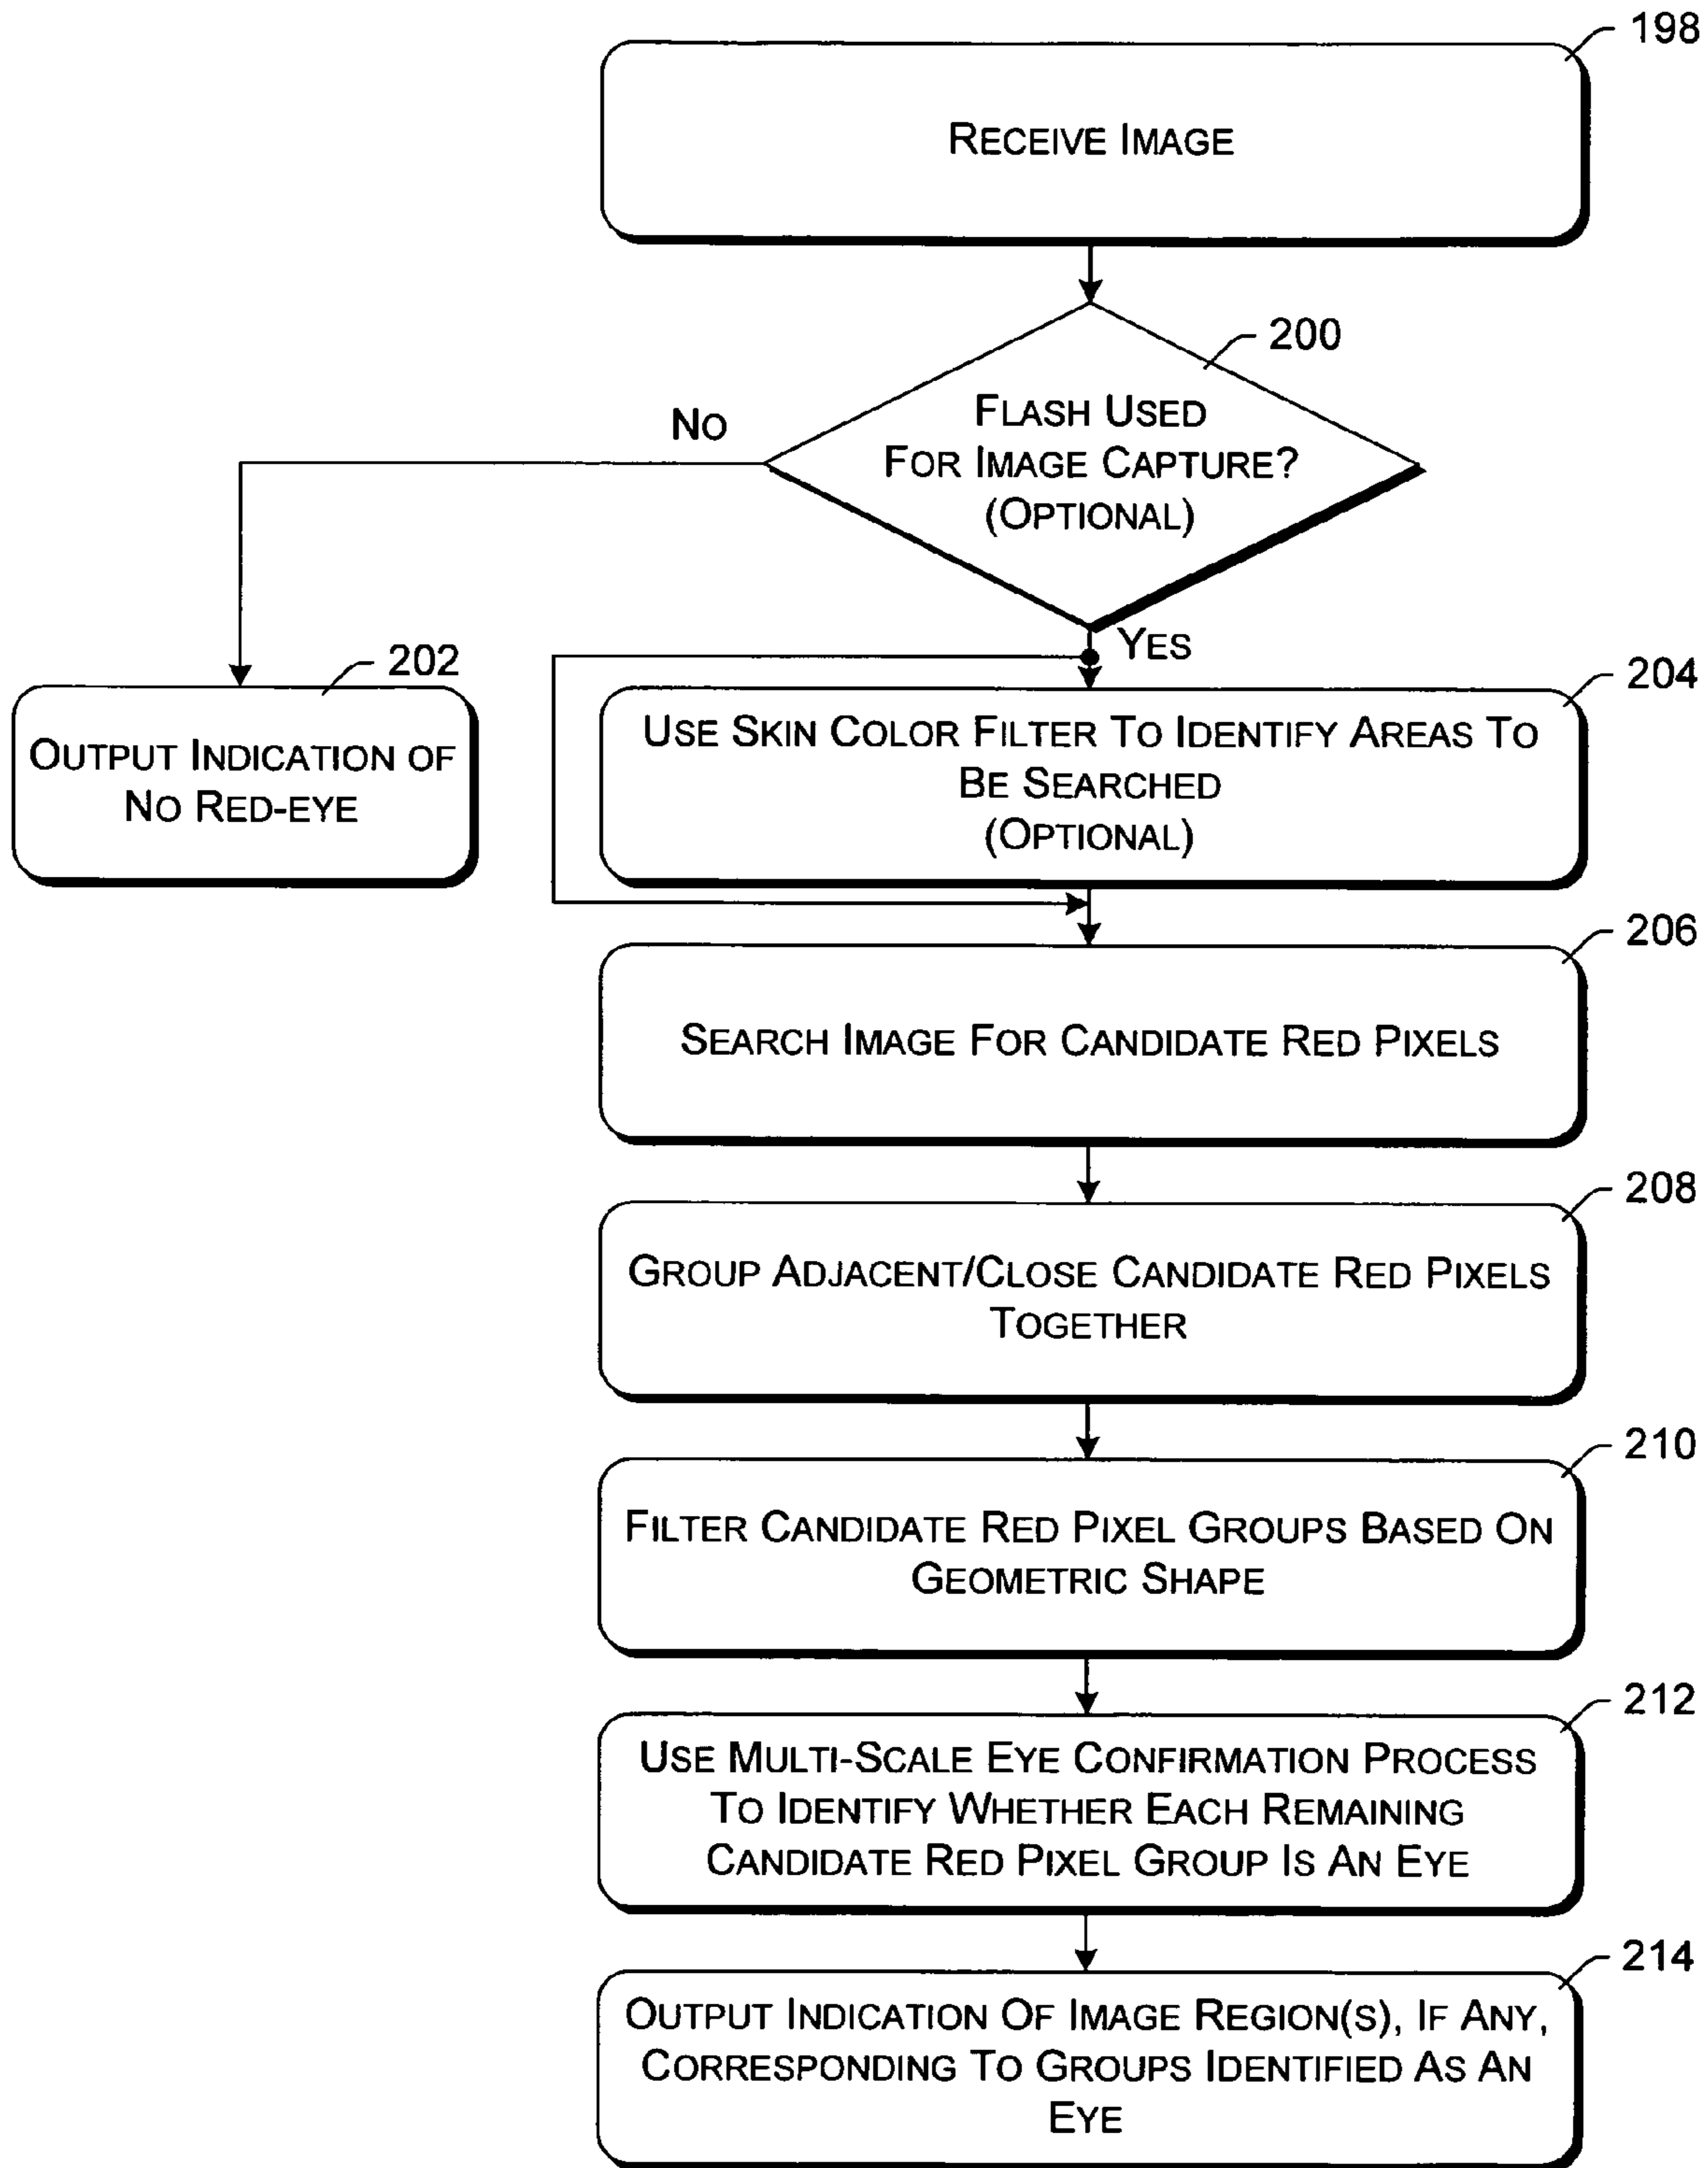 198
RECEIVE IMAGE
200
FLASH USED
FOR IMAGE CAPTURE?
(OPTIONAL)
NO
YES
202
OUTPUT INDICATION OF
NO RED-EYE
204
USE SKIN COLOR FILTER TO IDENTIFY AREAS TO
BE SEARCHED
(OPTIONAL)
206
SEARCH IMAGE FOR CANDIDATE RED PIXELS
208
GROUP ADJACENT/CLOSE CANDIDATE RED PIXELS
TOGETHER
210
FILTER CANDIDATE RED PIXEL GROUPS BASED ON
GEOMETRIC SHAPE
212
USE MULTI-SCALE EYE CONFIRMATION PROCESS
TO IDENTIFY WHETHER EACH REMAINING
CANDIDATE RED PIXEL GROUP IS AN EYE
214
OUTPUT INDICATION OF IMAGE REGION(S), IF ANY,
CORRESPONDING TO GROUPS IDENTIFIED AS AN
EYE